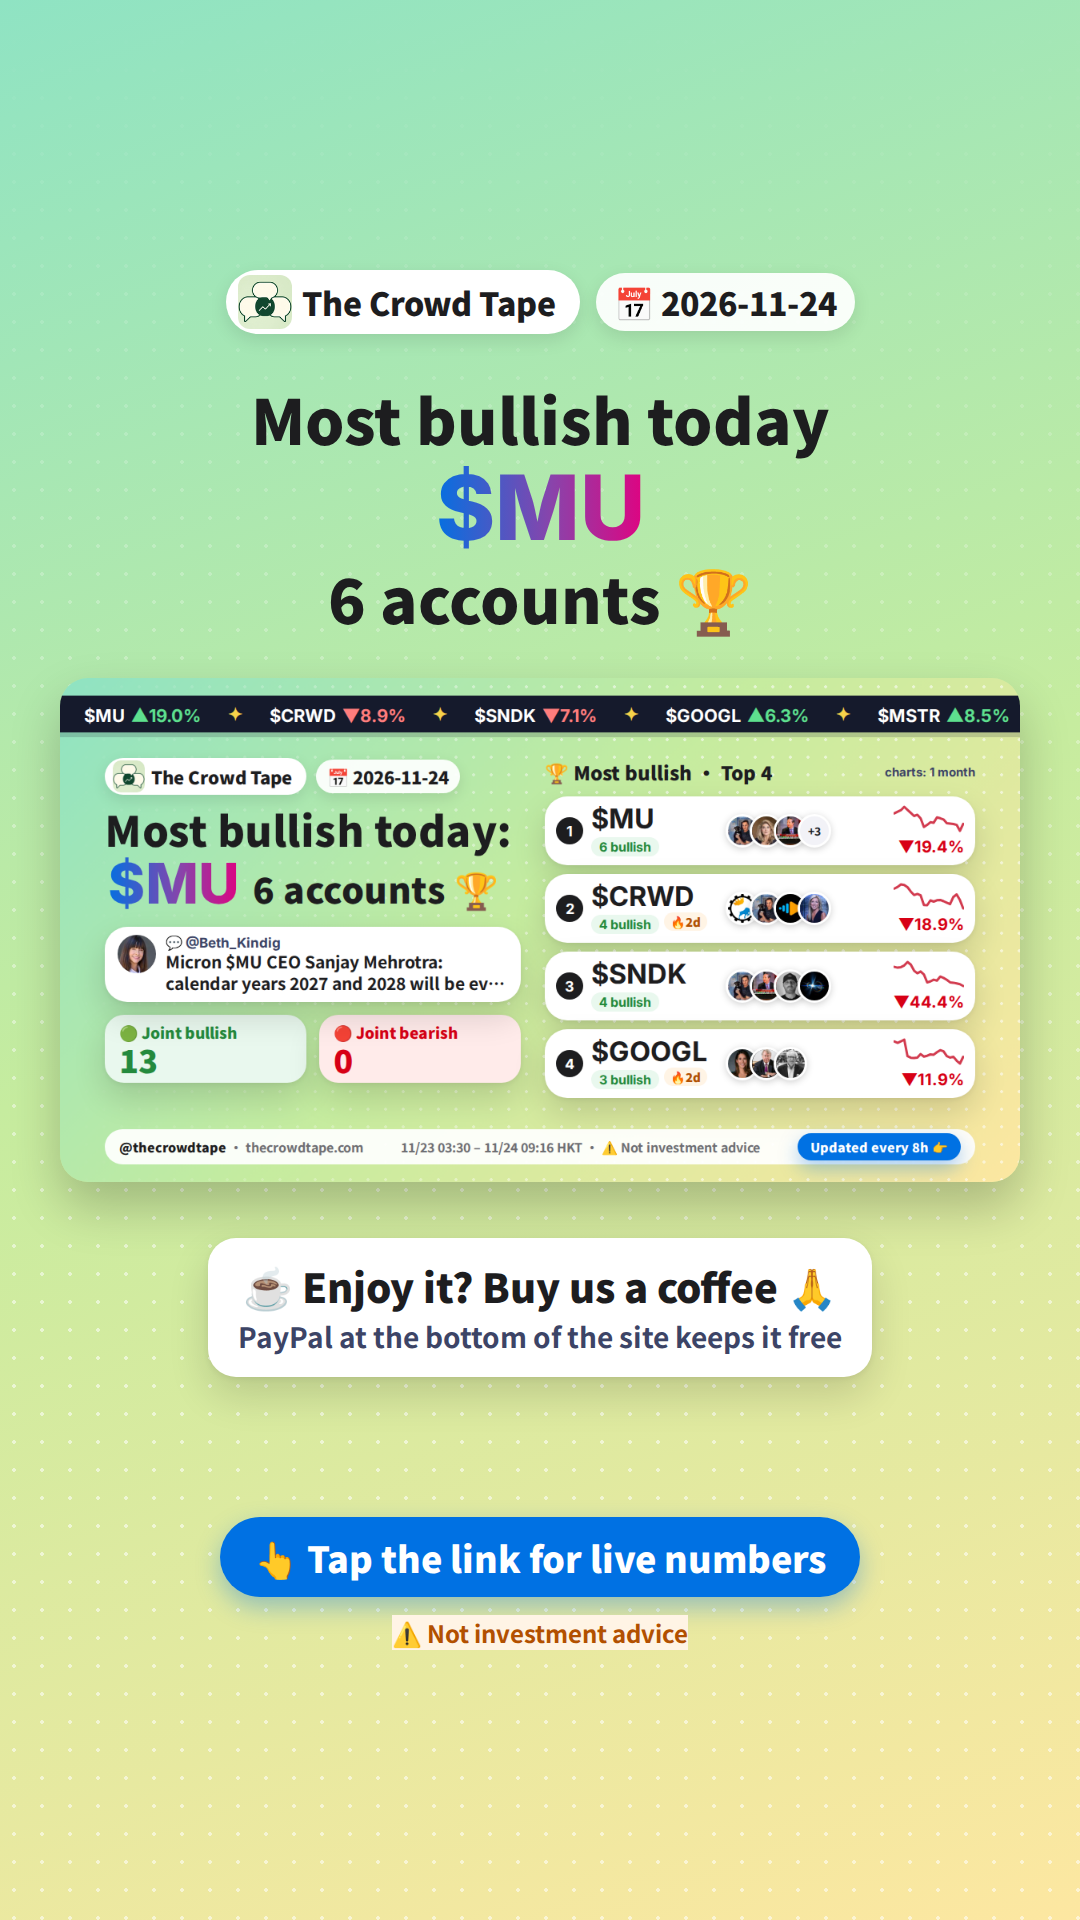 The Crowd Tape
📅 2026-11-24
Most bullish today
$MU
6 accounts 🏆
$MU ▲19.0% ✦ $CRWD ▼8.9% ✦ $SNDK ▼7.1% ✦ $GOOGL ▲6.3% ✦ $MSTR ▲8.5%
The Crowd Tape
📅 2026-11-24
Most bullish today:
$MU 6 accounts 🏆
💬 @Beth_Kindig
Micron $MU CEO Sanjay Mehrotra:
calendar years 2027 and 2028 will be ev···
🟢 Joint bullish
13
🔴 Joint bearish
0
🏆 Most bullish • Top 4
charts: 1 month
1 $MU
6 bullish
+3
▼19.4%
2 $CRWD
4 bullish 🔥2d
▼18.9%
3 $SNDK
4 bullish
▼44.4%
4 $GOOGL
3 bullish 🔥2d
▼11.9%
@thecrowdtape • thecrowdtape.com
11/23 03:30 – 11/24 09:16 HKT • ⚠️ Not investment advice
Updated every 8h 👉
☕ Enjoy it? Buy us a coffee 🙏
PayPal at the bottom of the site keeps it free
👆 Tap the link for live numbers
⚠️ Not investment advice